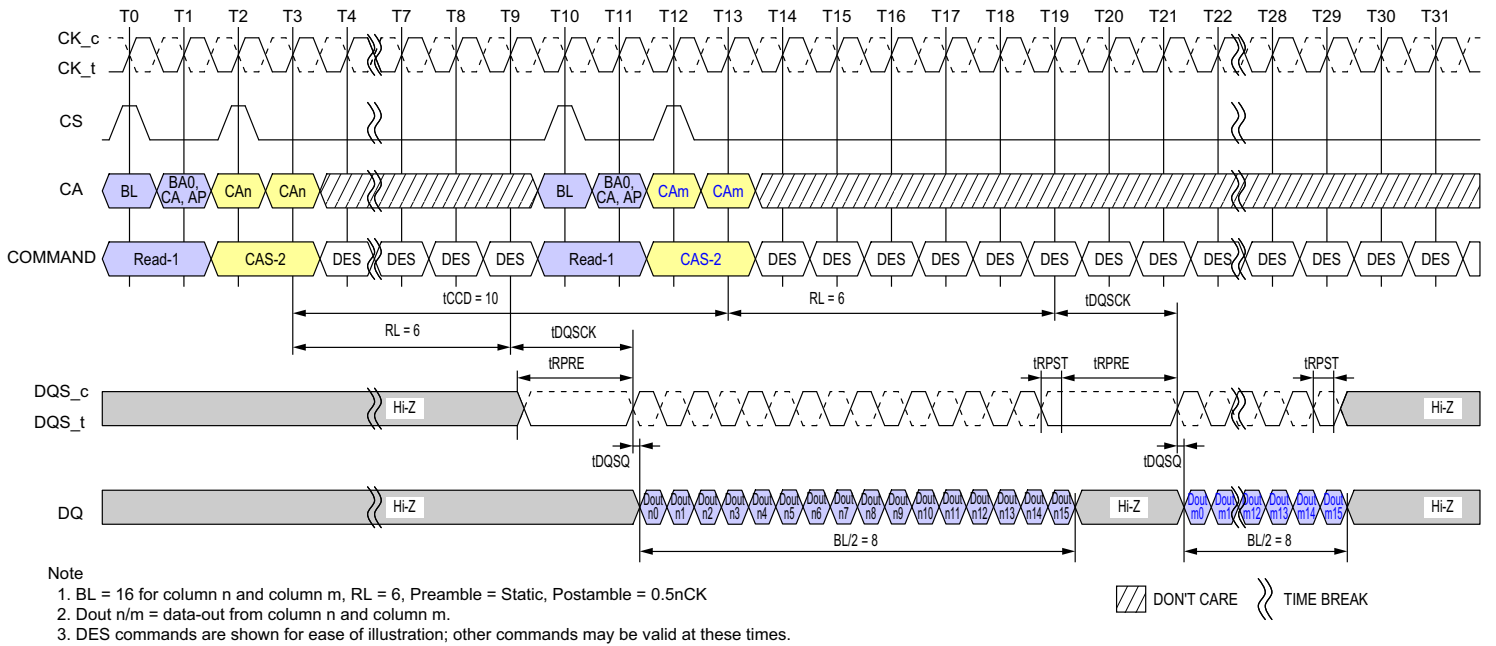 T0 T1 T2 T3 T4 T7 T8 T9 T10 T11 T12 T13 T14 T15 T16 T17 T18 T19 T20 T21 T22 T28 T29 T30 T31
CK_c
CK_t
CS
CA BL BA0, CA, AP CAn CAn BL BA0, CA, AP CAm CAm
COMMAND Read-1 CAS-2 DES DES DES DES Read-1 CAS-2 DES DES DES DES DES DES DES DES DES DES DES DES DES
tCCD = 10 RL = 6 tDQSCK
RL = 6 tDQSCK
tRPRE tRPST tRPRE tRPST
DQS_c
DQS_t
Hi-Z Hi-Z
tDQSQ tDQSQ
DQ Hi-Z Dout n0 Dout n1 Dout n2 Dout n3 Dout n4 Dout n5 Dout n6 Dout n7 Dout n8 Dout n9 Dout n10 Dout n11 Dout n12 Dout n13 Dout n14 Dout n15 Hi-Z Dout m0 Dout m1 Dout m12 Dout m13 Dout m14 Dout m15 Hi-Z
BL/2 = 8 BL/2 = 8
Note
1. BL = 16 for column n and column m, RL = 6, Preamble = Static, Postamble = 0.5nCK
2. Dout n/m = data-out from column n and column m.
3. DES commands are shown for ease of illustration; other commands may be valid at these times.
DON'T CARE TIME BREAK